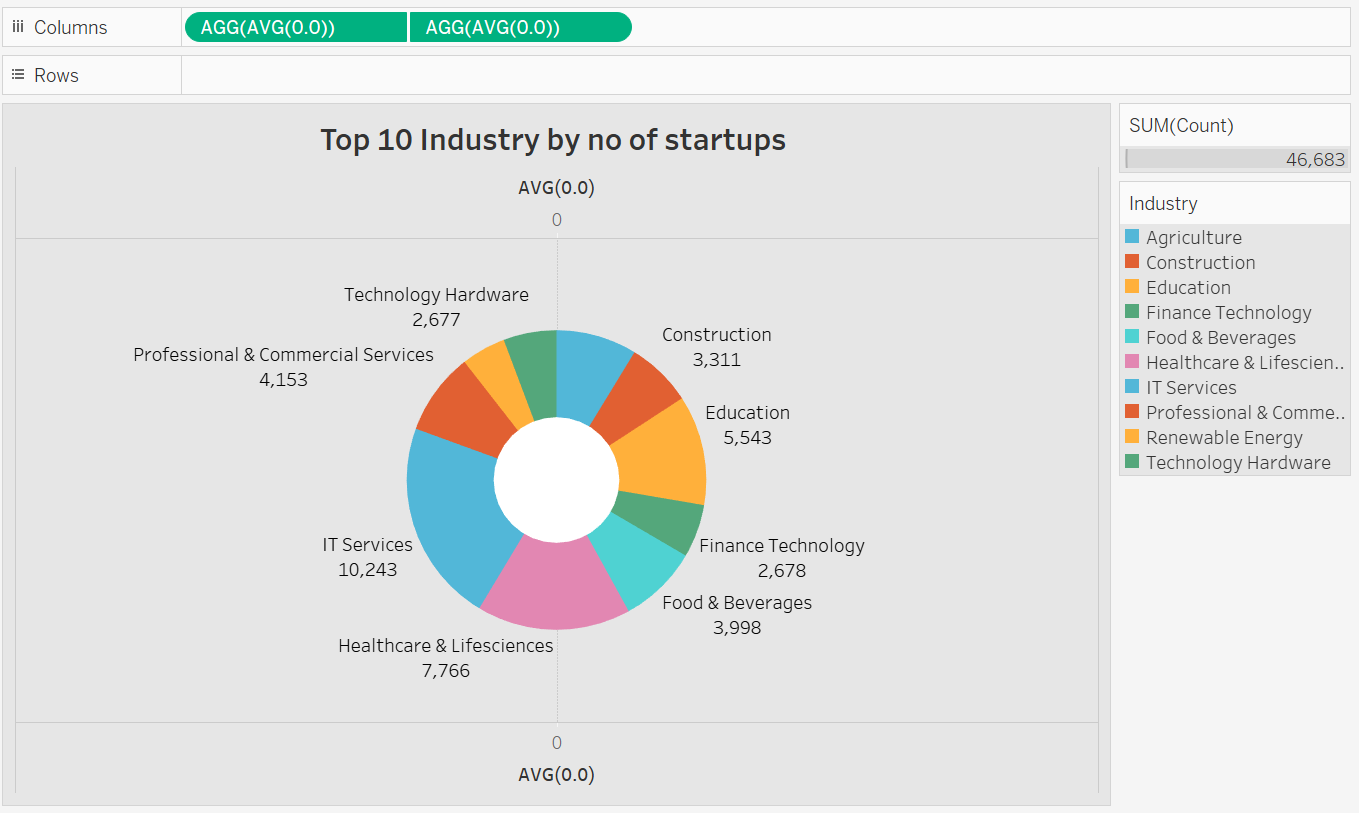 Columns
AGG(AVG(0.0))
AGG(AVG(0.0))
Rows
Top 10 Industry by no of startups
AVG(0.0)
0
Technology Hardware
2,677
Construction
3,311
Professional & Commercial Services
4,153
Education
5,543
IT Services
10,243
Finance Technology
2,678
Food & Beverages
3,998
Healthcare & Lifesciences
7,766
0
AVG(0.0)
SUM(Count)
46,683
Industry
Agriculture
Construction
Education
Finance Technology
Food & Beverages
Healthcare & Lifescien..
IT Services
Professional & Comme..
Renewable Energy
Technology Hardware